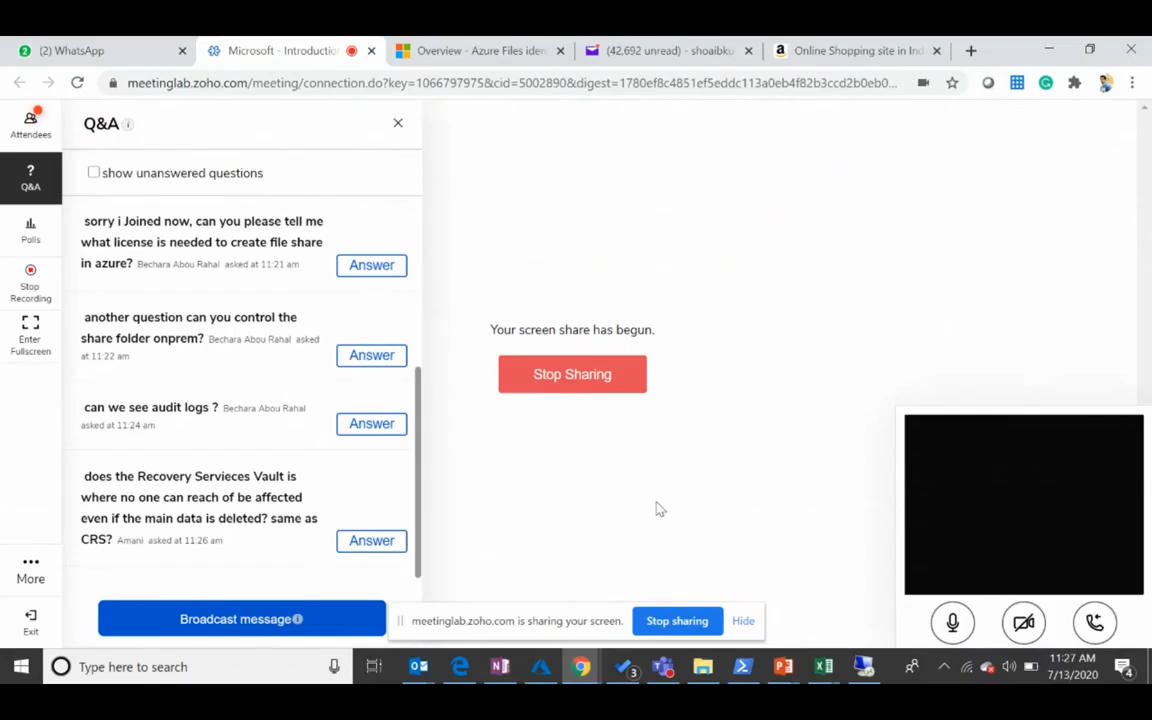 (2) WhatsApp
Microsoft - Introductio
Overview - Azure Files iden
(42,692 unread) - shoaibku
Online Shopping site in Ind
meetinglab.zoho.com/meeting/connection.do?key=1066797975&cid=5002890&digest=1780ef8c4851ef5eddc113a0eb4f82b3ccd2b0eb0...
Attendees
Q&A
show unanswered questions
?
Q&A
Polls
Stop
Recording
Enter
Fullscreen
sorry i Joined now, can you please tell me
what license is needed to create file share
in azure? Bechara Abou Rahal asked at 11:21 am
Answer
another question can you control the
share folder onprem? Bechara Abou Rahal asked
at 11:22 am
Answer
can we see audit logs ? Bechara Abou Rahal
asked at 11:24 am
Answer
does the Recovery Servieces Vault is
where no one can reach of be affected
even if the main data is deleted? same as
CRS? Amani asked at 11:26 am
Answer
Your screen share has begun.
Stop Sharing
More
Exit
Broadcast message
meetinglab.zoho.com is sharing your screen.
Stop sharing
Hide
Type here to search
3
11:27 AM
7/13/2020
4